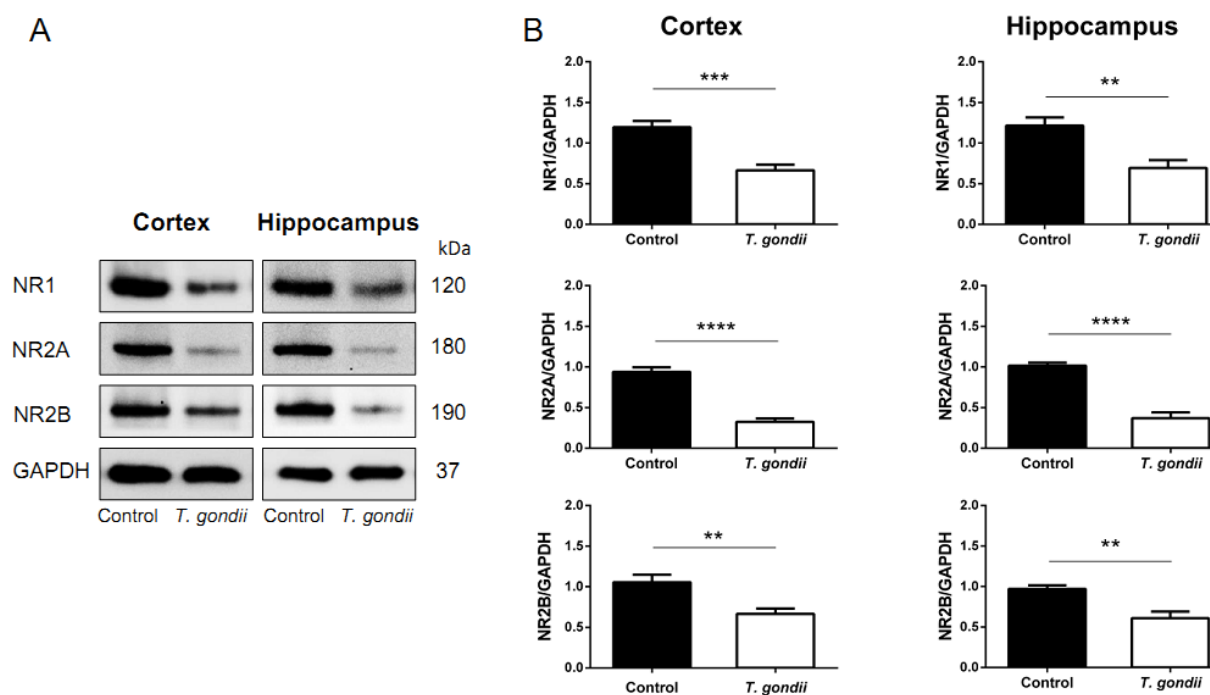 A
Cortex Hippocampus
kDa
NR1 120
NR2A 180
NR2B 190
GAPDH 37
Control T. gondii Control T. gondii
B
Cortex
NR1/GAPDH
2.0
1.5
1.0
0.5
0.0
***
Control T. gondii
Hippocampus
NR1/GAPDH
2.0
1.5
1.0
0.5
0.0
**
Control T. gondii
NR2A/GAPDH
2.0
1.5
1.0
0.5
0.0
****
Control T. gondii
NR2A/GAPDH
2.0
1.5
1.0
0.5
0.0
****
Control T. gondii
NR2B/GAPDH
2.0
1.5
1.0
0.5
0.0
**
Control T. gondii
NR2B/GAPDH
2.0
1.5
1.0
0.5
0.0
**
Control T. gondii